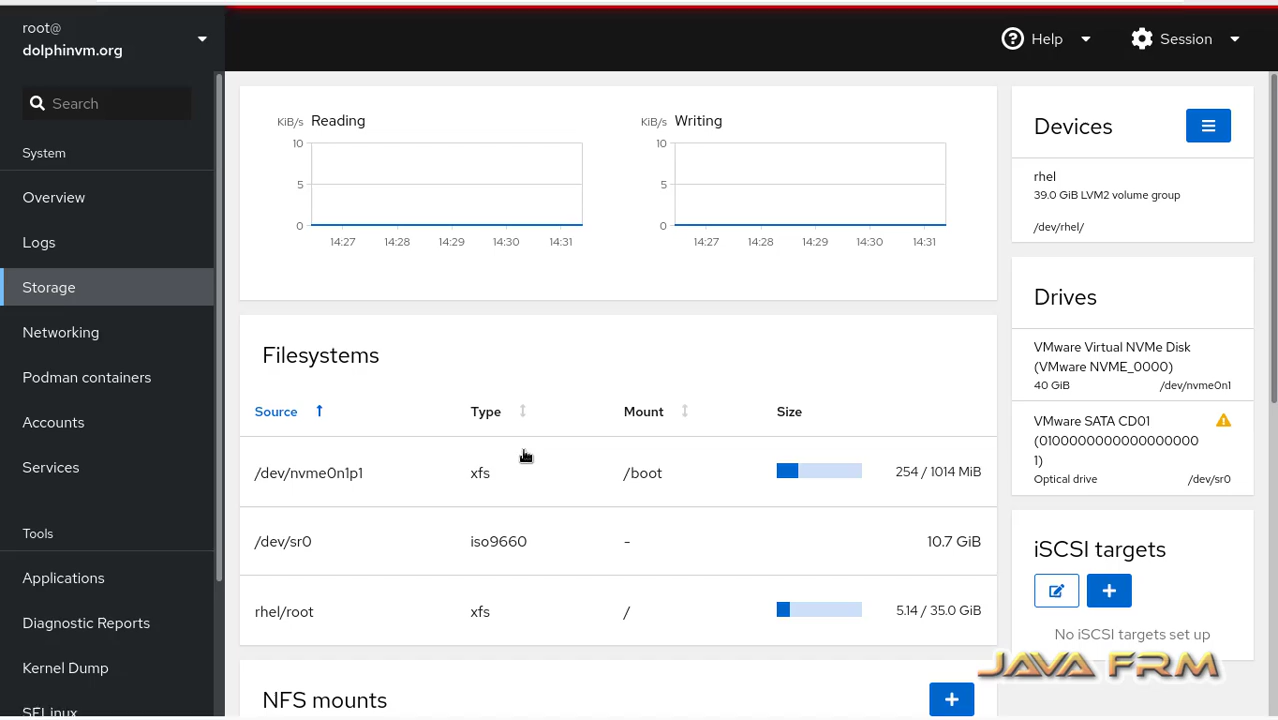 root@
dolphinvm.org
Help
Session
Search
System
Overview
Logs
Storage
Networking
Podman containers
Accounts
Services
Tools
Applications
Diagnostic Reports
Kernel Dump
SELinux
KiB/s Reading
10
5
0
14:27 14:28 14:29 14:30 14:31
KiB/s Writing
10
5
0
14:27 14:28 14:29 14:30 14:31
Filesystems
Source Type Mount Size
/dev/nvme0n1p1 xfs /boot 254 / 1014 MiB
/dev/sr0 iso9660 - 10.7 GiB
rhel/root xfs / 5.14 / 35.0 GiB
NFS mounts
Devices
rhel
39.0 GiB LVM2 volume group
/dev/rhel/
Drives
VMware Virtual NVMe Disk
(VMware NVME_0000)
40 GiB /dev/nvme0n1
VMware SATA CD01
(0100000000000000000
1)
Optical drive /dev/sr0
iSCSI targets
No iSCSI targets set up
JAVA FRM